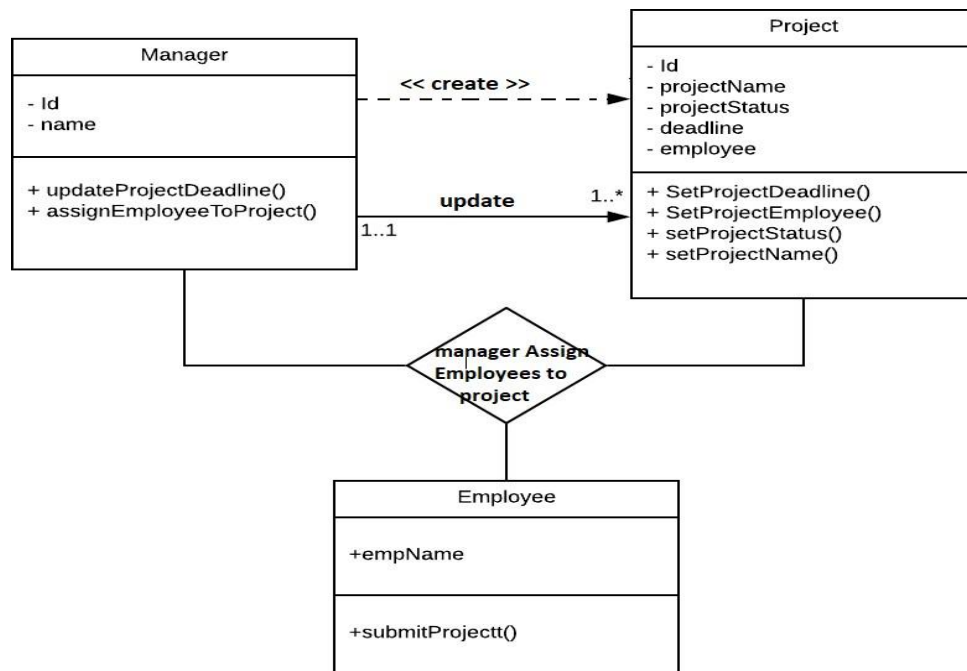 Manager
- Id
- name
+ updateProjectDeadline()
+ assignEmployeeToProject()
<< create >>
update
1..1
1..*
Project
- Id
- projectName
- projectStatus
- deadline
- employee
+ SetProjectDeadline()
+ SetProjectEmployee()
+ setProjectStatus()
+ setProjectName()
manager Assign
Employees to
project
Employee
+empName
+submitProjectt()